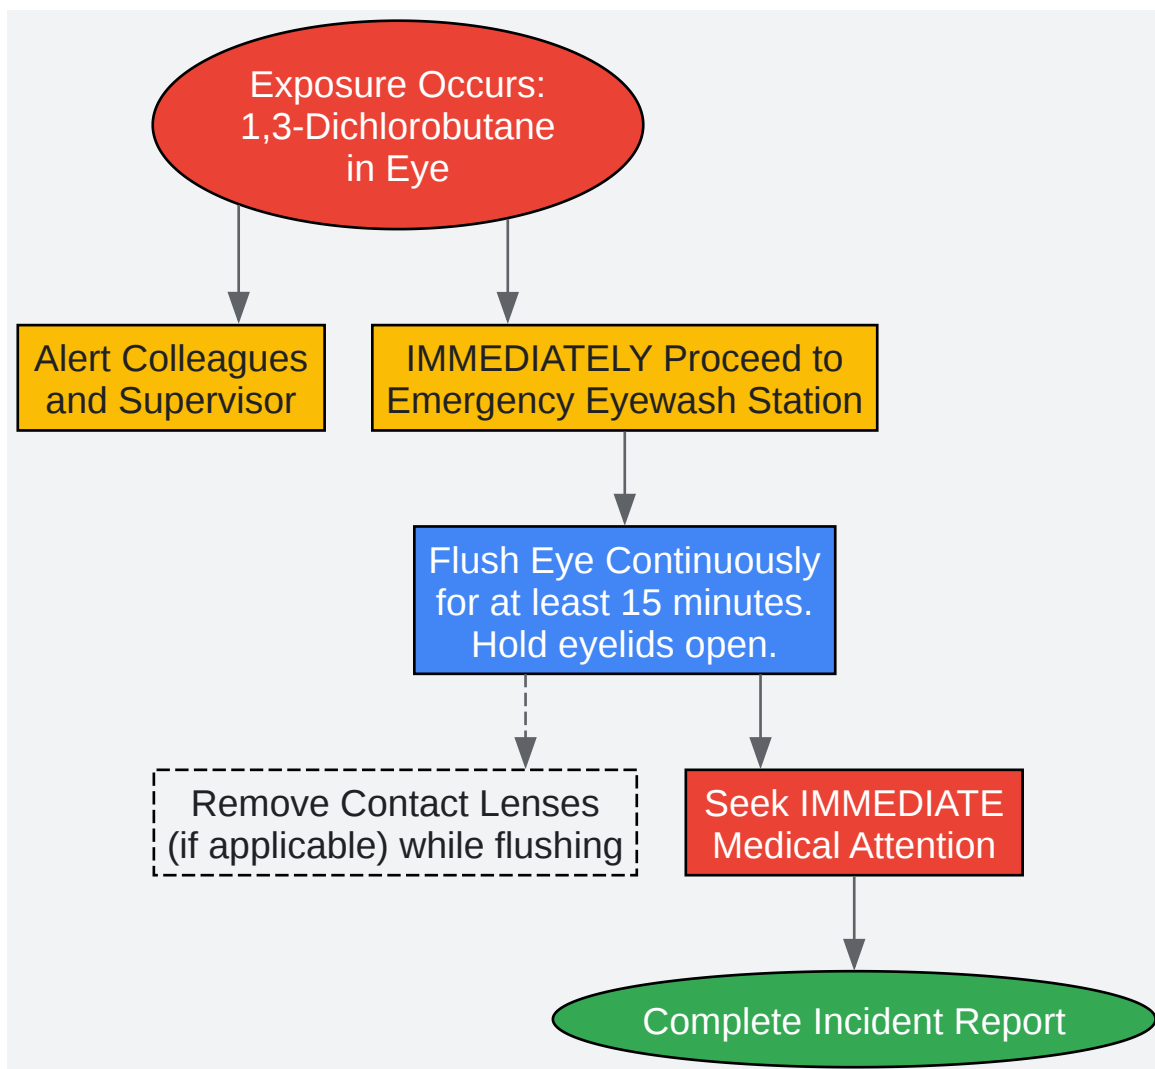 Exposure Occurs:
1,3-Dichlorobutane
in Eye
Alert Colleagues
and Supervisor
IMMEDIATELY Proceed to
Emergency Eyewash Station
Flush Eye Continuously
for at least 15 minutes.
Hold eyelids open.
Remove Contact Lenses
(if applicable) while flushing
Seek IMMEDIATE
Medical Attention
Complete Incident Report